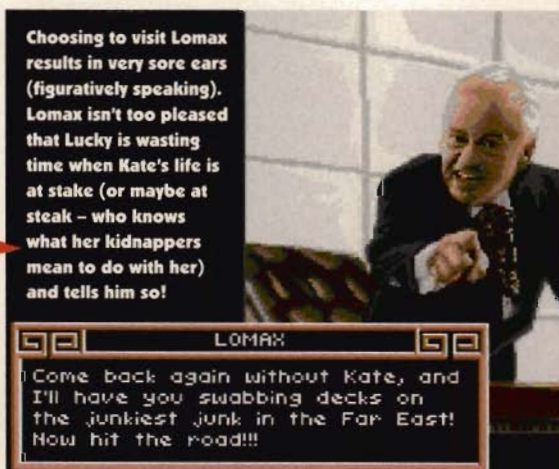 Choosing to visit Lomax
results in very sore ears
(figuratively speaking).
Lomax isn't too pleased
that Lucky is wasting
time when Kate's life is
at stake (or maybe at
steak – who knows
what her kidnappers
mean to do with her)
and tells him so!
LOMAX
Come back again without Kate, and
I'll have you swabbing decks on
the junkiest junk in the Far East!
Now hit the road!!!